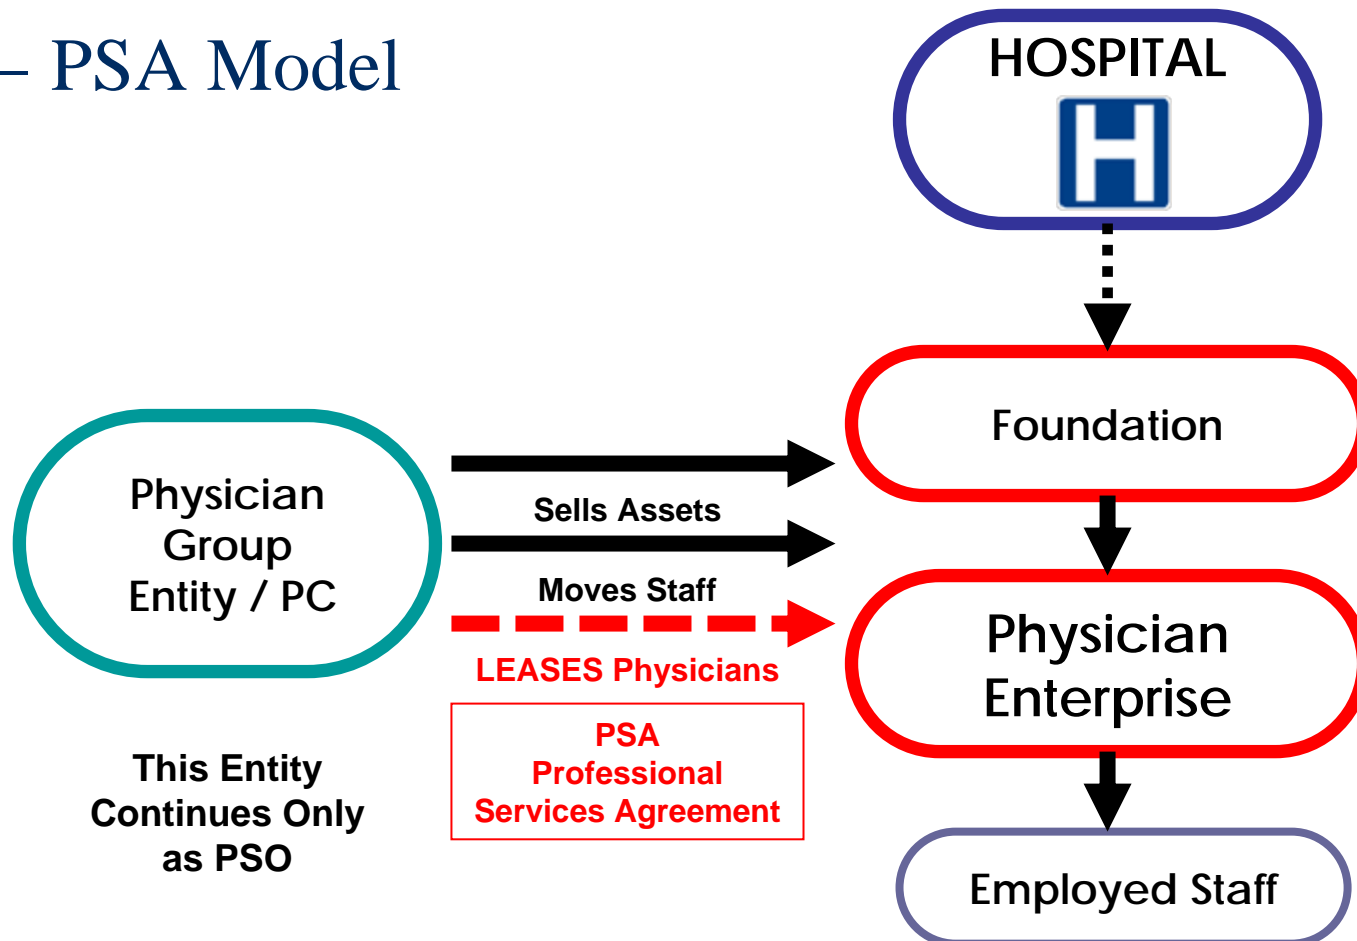 – PSA Model
HOSPITAL
H
Foundation
Physician
Group
Entity / PC
Sells Assets
Moves Staff
LEASES Physicians
PSA
Professional
Services Agreement
Physician
Enterprise
This Entity
Continues Only
as PSO
Employed Staff